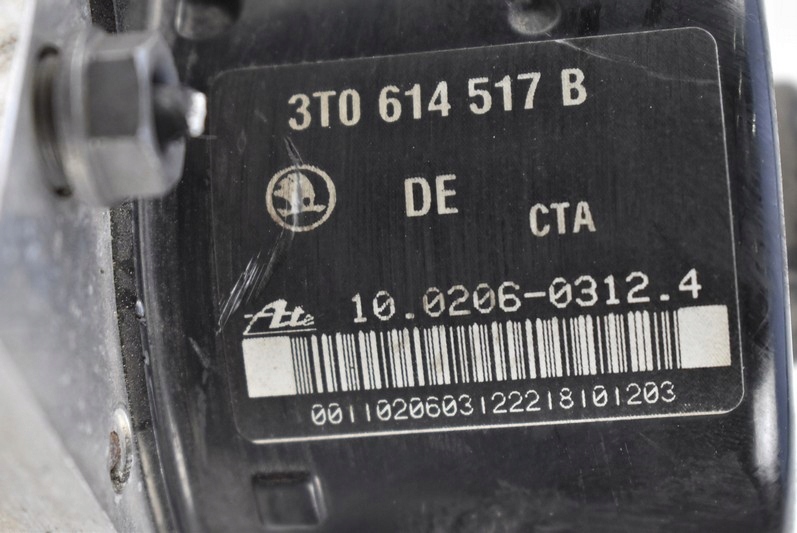 3T0 614 517 B
DE
CTA
Ate 10.0206-0312.4
0011020603122218101203